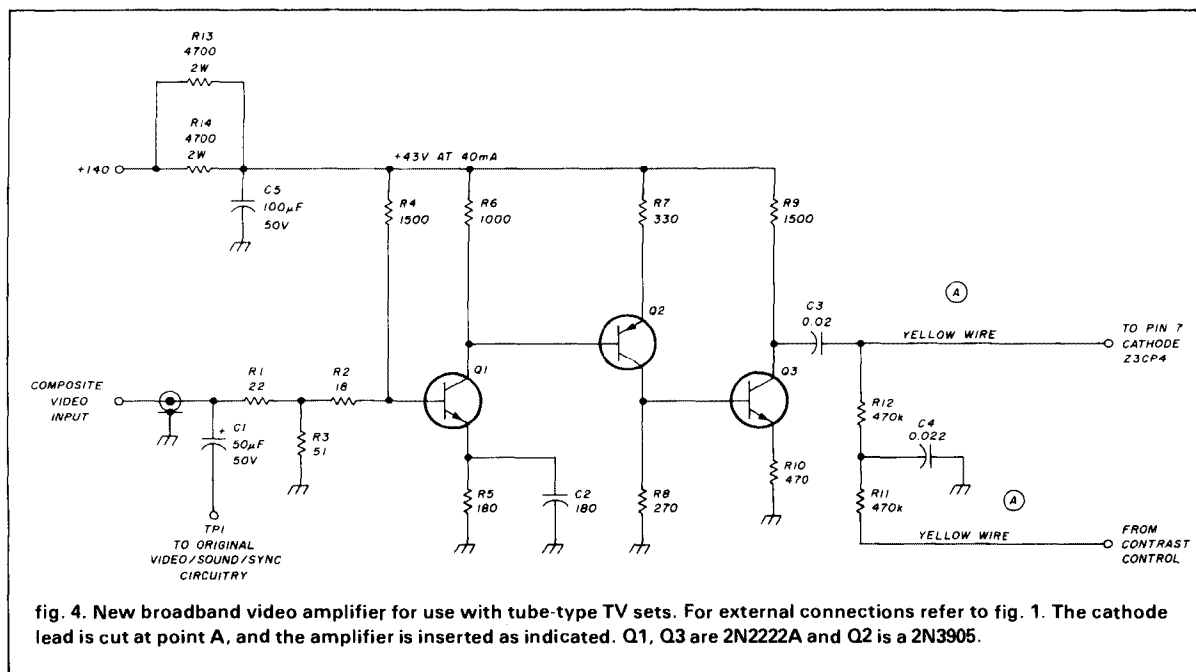 R13
4700
2W
R14
4700
2W
+140
+43V AT 40mA
C5
100µF
50V
R4
1500
R6
1000
R7
330
R9
1500
A
C3
0.02
YELLOW WIRE
TO PIN 7
CATHODE
23CP4
Q2
COMPOSITE
VIDEO
INPUT
R1
22
R2
18
Q1
Q3
+
C1
50µF
50V
R3
51
R12
470k
C4
0.022
R5
180
C2
180
R8
270
R10
470
R11
470k
A
YELLOW WIRE
FROM
CONTRAST
CONTROL
TP1
TO ORIGINAL
VIDEO/SOUND/SYNC
CIRCUITRY
fig. 4. New broadband video amplifier for use with tube-type TV sets. For external connections refer to fig. 1. The cathode
lead is cut at point A, and the amplifier is inserted as indicated. Q1, Q3 are 2N2222A and Q2 is a 2N3905.